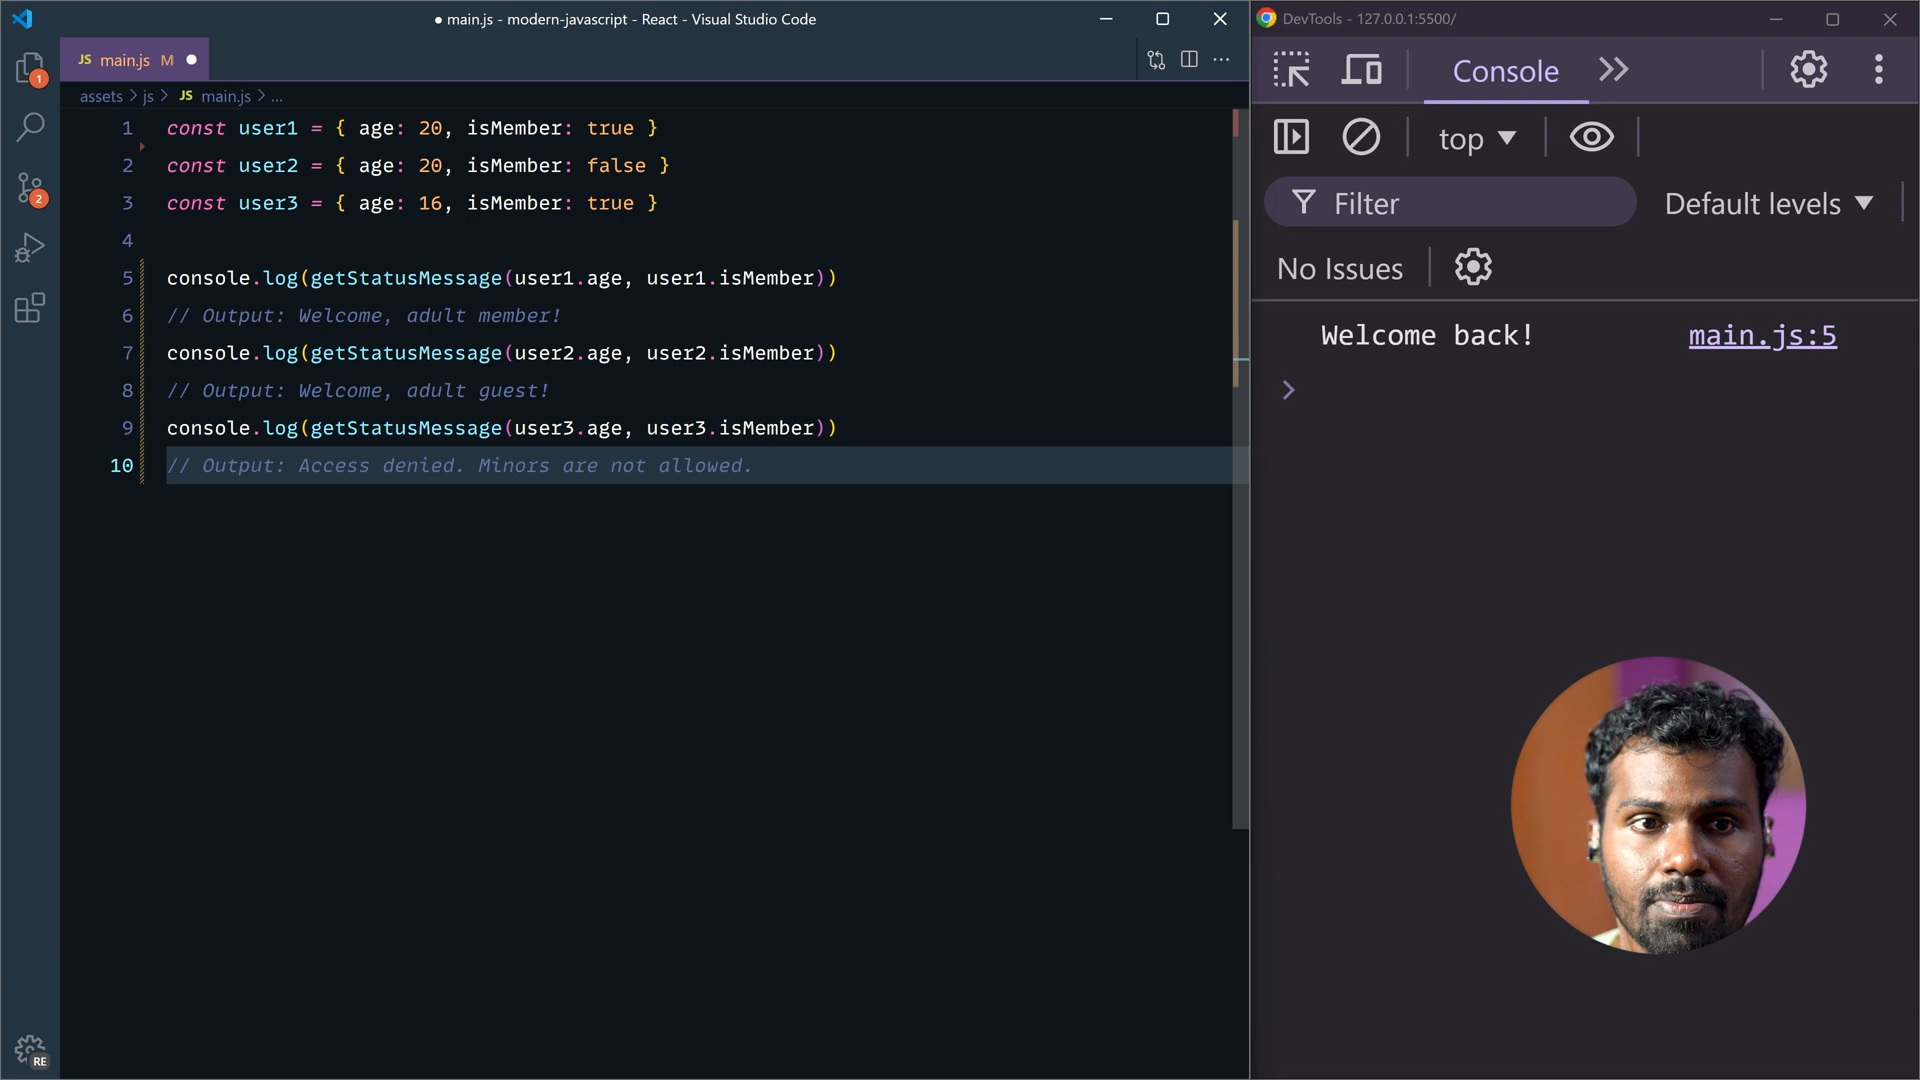 ● main.js - modern-javascript - React - Visual Studio Code
JS main.js M ●
assets > js > JS main.js > ...
1 const user1 = { age: 20, isMember: true }
2 const user2 = { age: 20, isMember: false }
3 const user3 = { age: 16, isMember: true }
4
5 console.log(getStatusMessage(user1.age, user1.isMember))
6 // Output: Welcome, adult member!
7 console.log(getStatusMessage(user2.age, user2.isMember))
8 // Output: Welcome, adult guest!
9 console.log(getStatusMessage(user3.age, user3.isMember))
10 // Output: Access denied. Minors are not allowed.
1
2
RE
DevTools - 127.0.0.1:5500/
Console
top
Filter
Default levels
No Issues
Welcome back! main.js:5